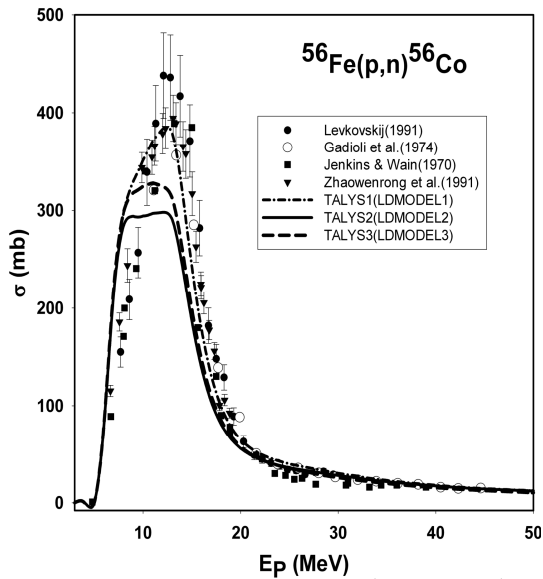 ⁵⁶Fe(p,n)⁵⁶Co
Levkovskij(1991)
Gadioli et al.(1974)
Jenkins & Wain(1970)
Zhaowenrong et al.(1991)
TALYS1(LDMODEL1)
TALYS2(LDMODEL2)
TALYS3(LDMODEL3)
500
400
300
200
100
0
σ (mb)
10 20 30 40 50
E_P (MeV)